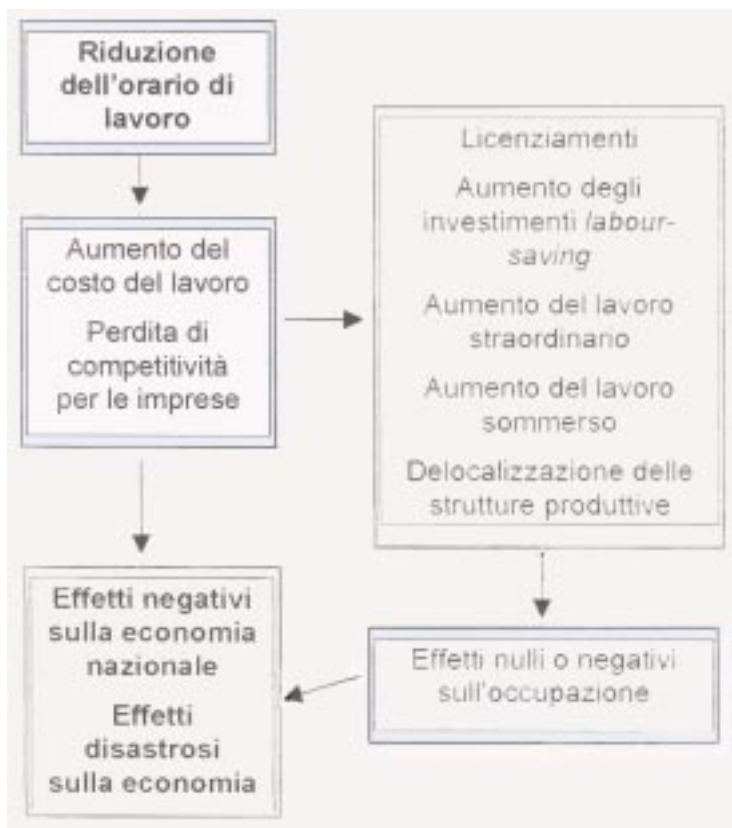 Riduzione
dell'orario di
lavoro
Aumento del
costo del lavoro
Perdita di
competitività
per le imprese
Licenziamenti
Aumento degli
investimenti labour-
saving
Aumento del lavoro
straordinario
Aumento del lavoro
sommerso
Delocalizzazione delle
strutture produttive
Effetti nulli o negativi
sull'occupazione
Effetti negativi
sulla economia
nazionale
Effetti
disastrosi
sulla economia